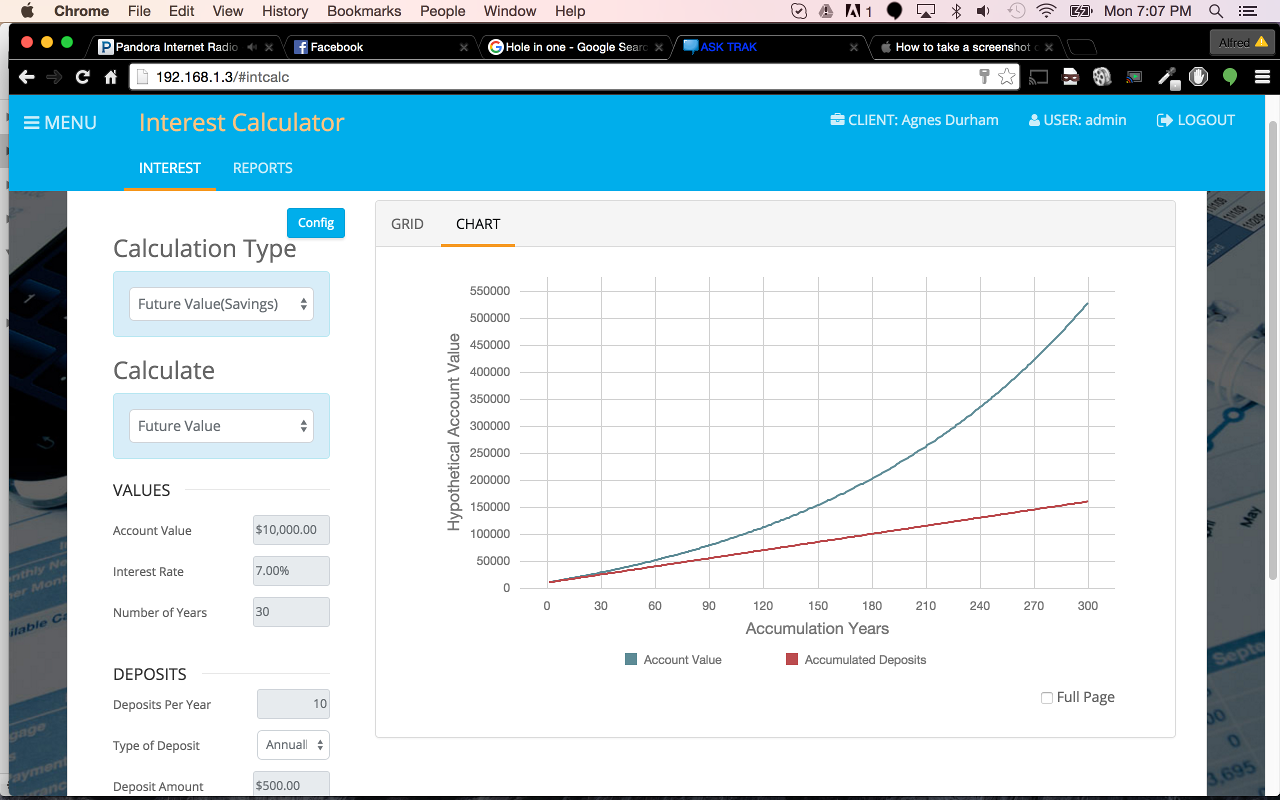 Chrome File Edit View History Bookmarks People Window Help 1 Mon 7:07 PM
Pandora Internet Radio Facebook Hole in one - Google Searc ASK TRAK How to take a screenshot Alfred
192.168.1.3/#intcalc
MENU Interest Calculator CLIENT: Agnes Durham USER: admin LOGOUT
INTEREST REPORTS
Config
Calculation Type
Future Value(Savings)
Calculate
Future Value
VALUES
Account Value $10,000.00
Interest Rate 7.00%
Number of Years 30
DEPOSITS
Deposits Per Year 10
Type of Deposit Annuall
Deposit Amount $500.00
GRID CHART
Hypothetical Account Value
550000
500000
450000
400000
350000
300000
250000
200000
150000
100000
50000
0
0 30 60 90 120 150 180 210 240 270 300
Accumulation Years
Account Value Accumulated Deposits
Full Page
May
Septe
3,695